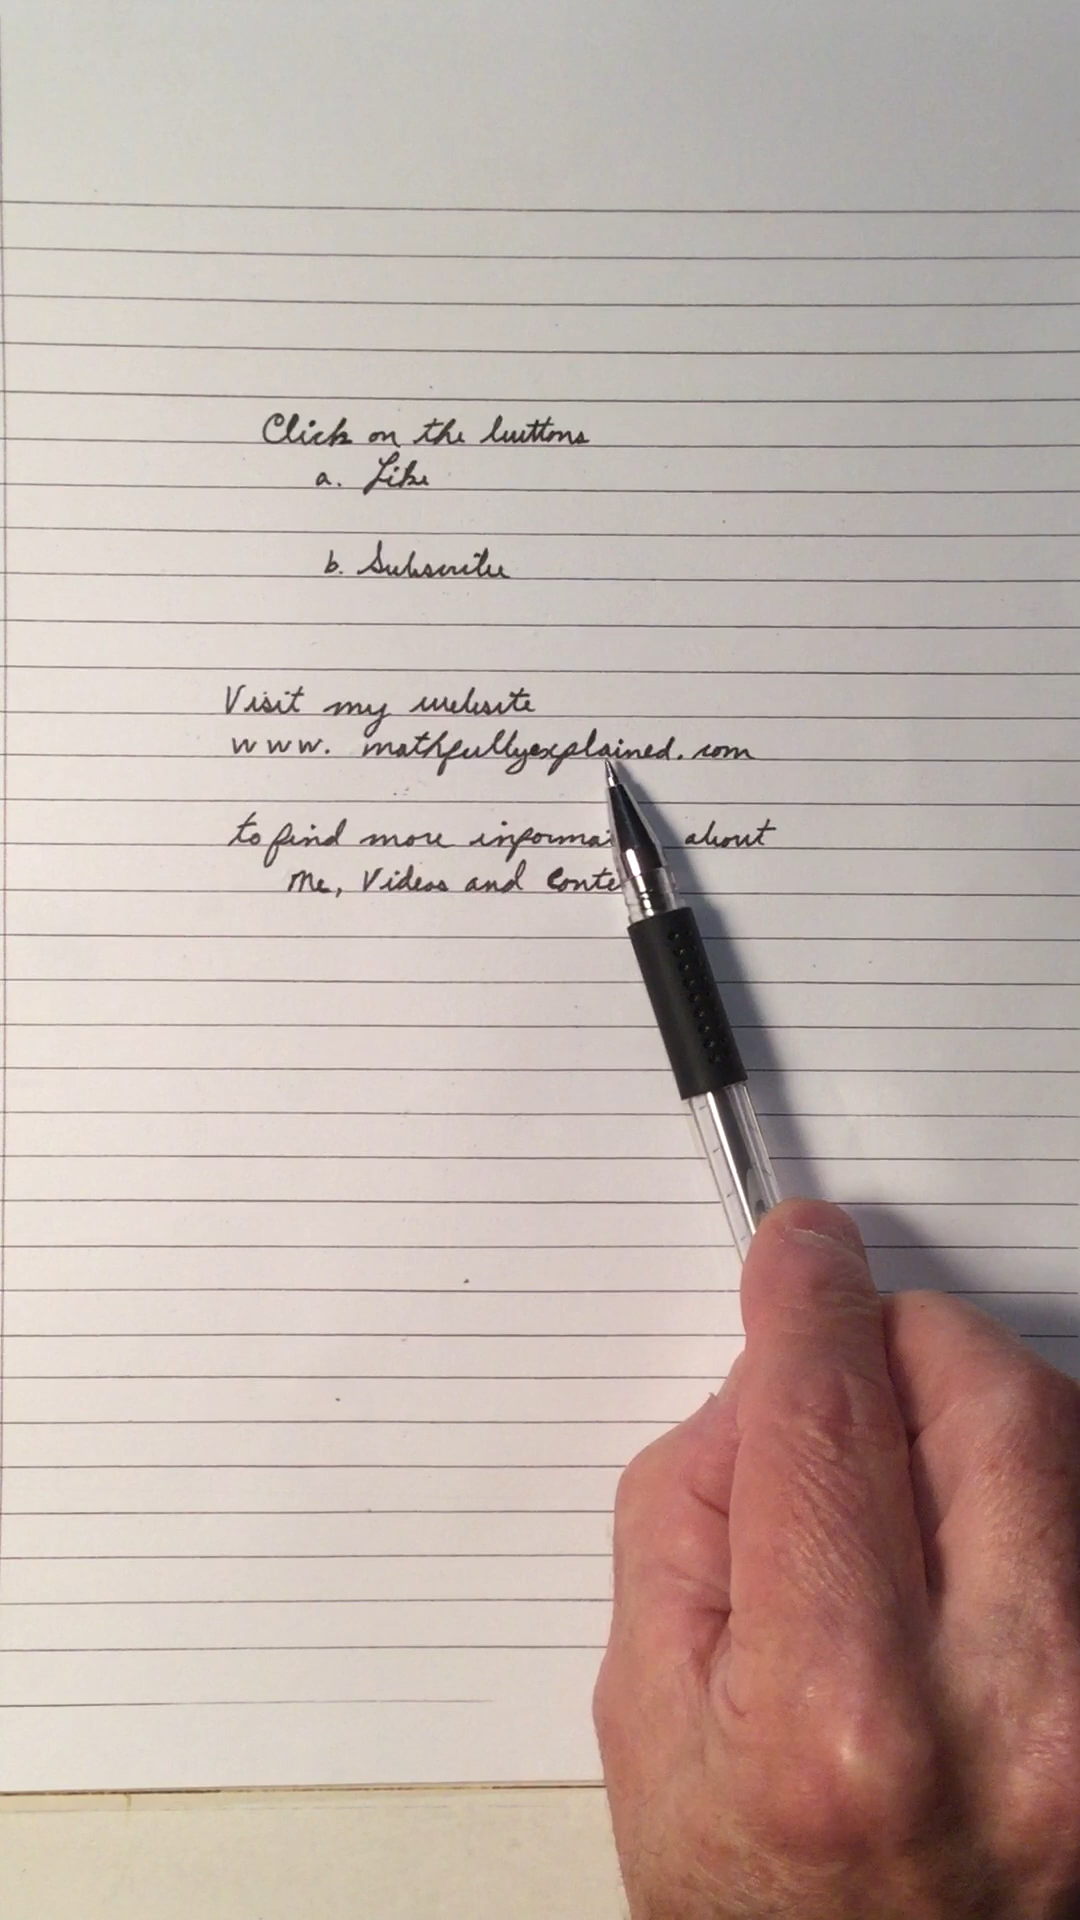 Click on the buttons
a. Like
b. Subscribe
Visit my website
www. mathfullyexplained.com
to find more about
Me, Videos and